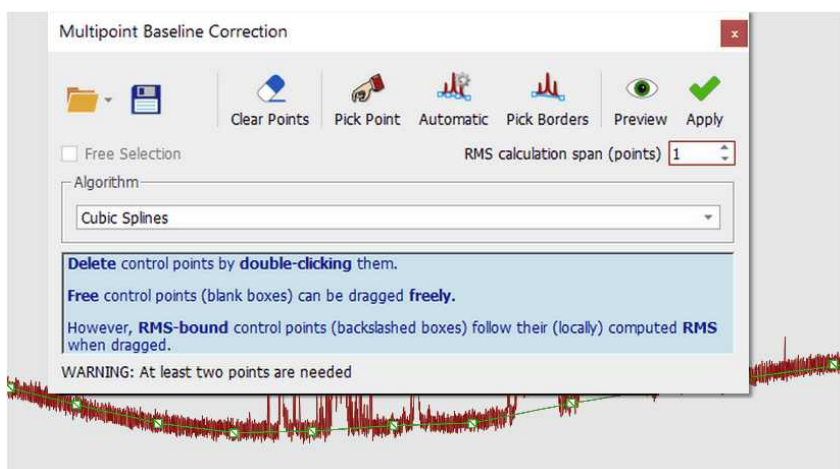 Multipoint Baseline Correction
x
Clear Points Pick Point Automatic Pick Borders Preview Apply
Free Selection RMS calculation span (points) 1
Algorithm
Cubic Splines
Delete control points by double-clicking them.
Free control points (blank boxes) can be dragged freely.
However, RMS-bound control points (backslashed boxes) follow their (locally) computed RMS
when dragged.
WARNING: At least two points are needed